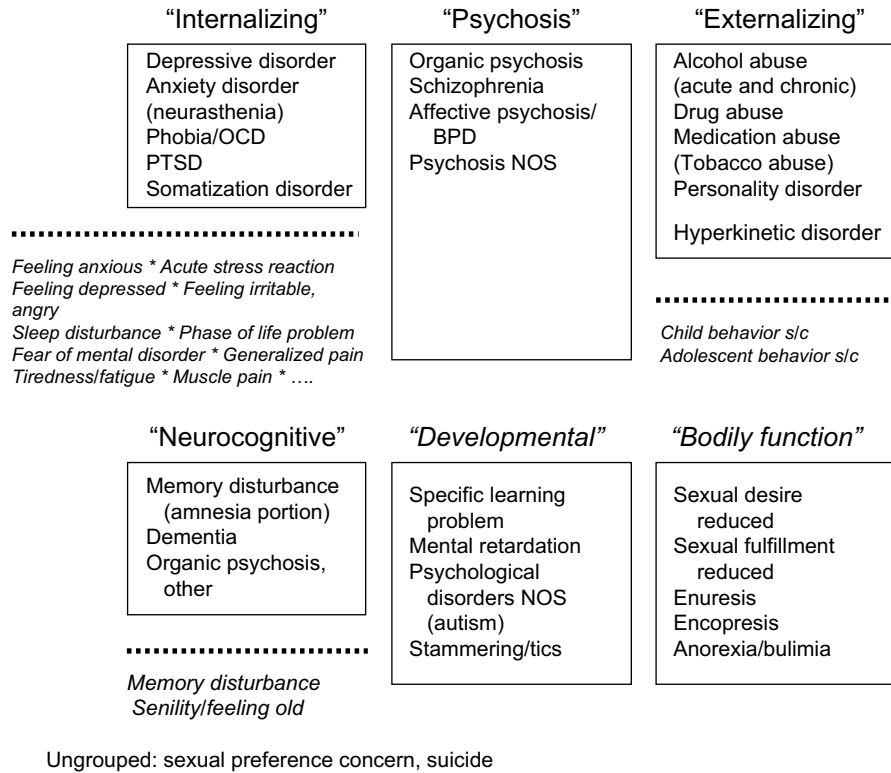 “Internalizing”
Depressive disorder
Anxiety disorder
(neurasthenia)
Phobia/OCD
PTSD
Somatization disorder
Feeling anxious * Acute stress reaction
Feeling depressed * Feeling irritable,
angry
Sleep disturbance * Phase of life problem
Fear of mental disorder * Generalized pain
Tiredness/fatigue * Muscle pain * ….
“Psychosis”
Organic psychosis
Schizophrenia
Affective psychosis/
BPD
Psychosis NOS
“Externalizing”
Alcohol abuse
(acute and chronic)
Drug abuse
Medication abuse
(Tobacco abuse)
Personality disorder
Hyperkinetic disorder
Child behavior s/c
Adolescent behavior s/c
“Neurocognitive”
Memory disturbance
(amnesia portion)
Dementia
Organic psychosis,
other
Memory disturbance
Senility/feeling old
“Developmental”
Specific learning
problem
Mental retardation
Psychological
disorders NOS
(autism)
Stammering/tics
“Bodily function”
Sexual desire
reduced
Sexual fulfillment
reduced
Enuresis
Encopresis
Anorexia/bulimia
Ungrouped: sexual preference concern, suicide